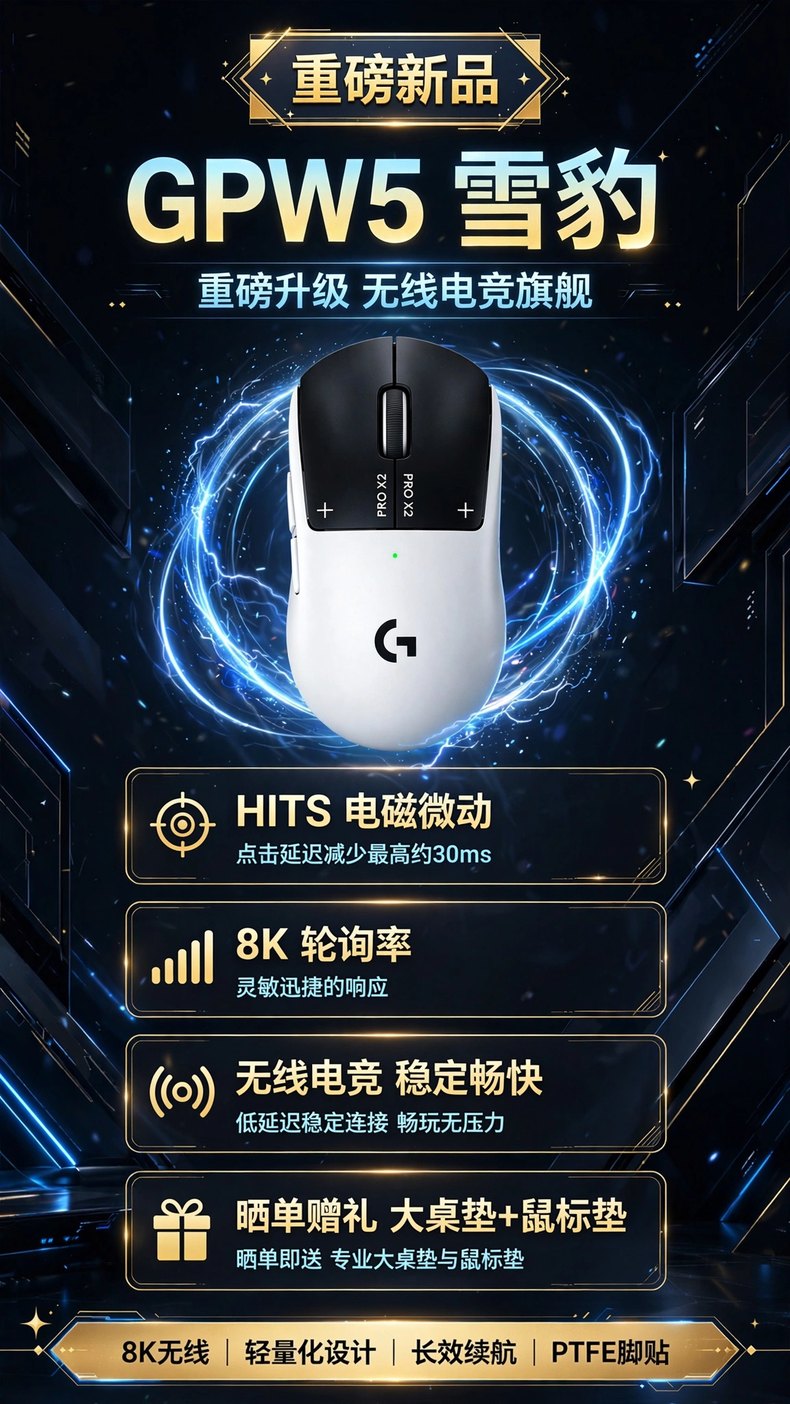 重磅新品
GPW5 雪豹
重磅升级 无线电竞旗舰
PRO X2
PRO X2
G
HITS 电磁微动
点击延迟减少最高约30ms
8K 轮询率
灵敏迅捷的响应
无线电竞 稳定畅快
低延迟稳定连接 畅玩无压力
晒单赠礼 大桌垫+鼠标垫
晒单即送 专业大桌垫与鼠标垫
8K无线｜轻量化设计｜长效续航｜PTFE脚贴